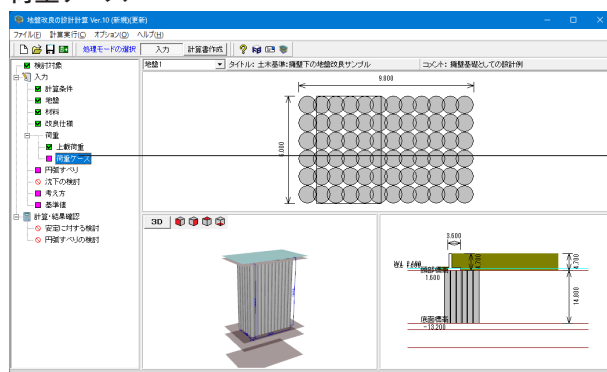 地盤改良の設計計算 Ver.10 (新規)(更新)
ファイル(F) 計算実行(C) オプション(O) ヘルプ(H)
処理モードの選択 入力 計算書作成
検討対象
入力
計算条件
地盤
材料
改良仕様
荷重
上載荷重
荷重ケース
円弧すべり
沈下の検討
考え方
基準値
計算・結果確認
安定に対する検討
円弧すべりの検討
地盤1 タイトル: 土木基準:擁壁下の地盤改良サンプル コメント: 擁壁基礎としての設計例
9.800
6.000
3D
3.600
4.700
4.700
1.600
14.800
底面標高
-13.200